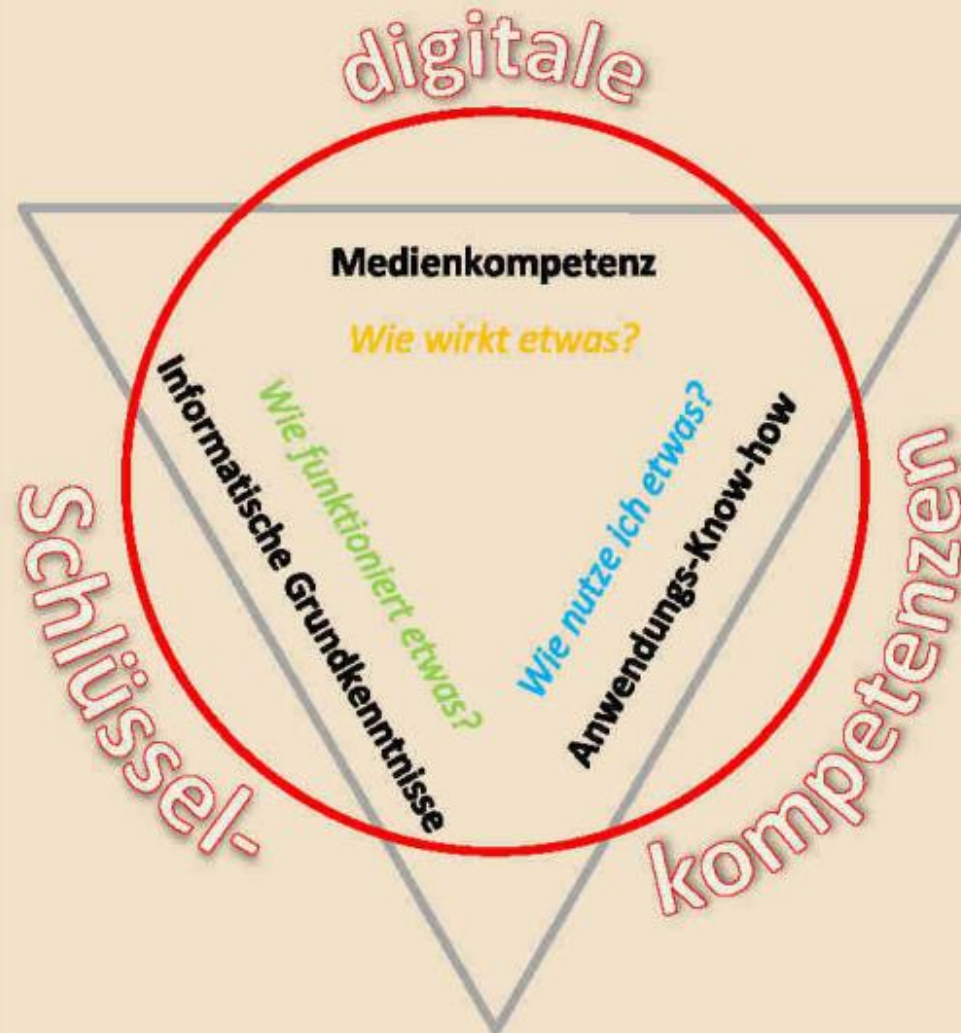 digitale
Schlüssel-
kompetenzen
Medienkompetenz
Wie wirkt etwas?
Informatische Grundkenntnisse
Wie funktioniert etwas?
Wie nutze ich etwas?
Anwendungs-Know-how